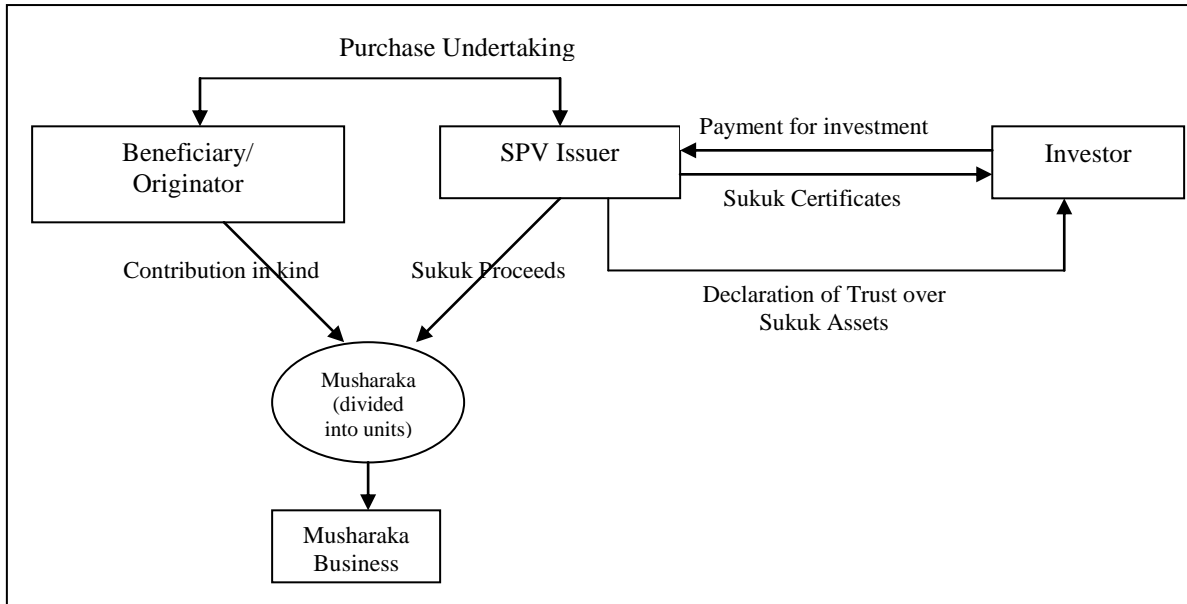 Purchase Undertaking
Beneficiary/
Originator
SPV Issuer
Payment for investment
Investor
Sukuk Certificates
Contribution in kind
Sukuk Proceeds
Declaration of Trust over
Sukuk Assets
Musharaka
(divided
into units)
Musharaka
Business